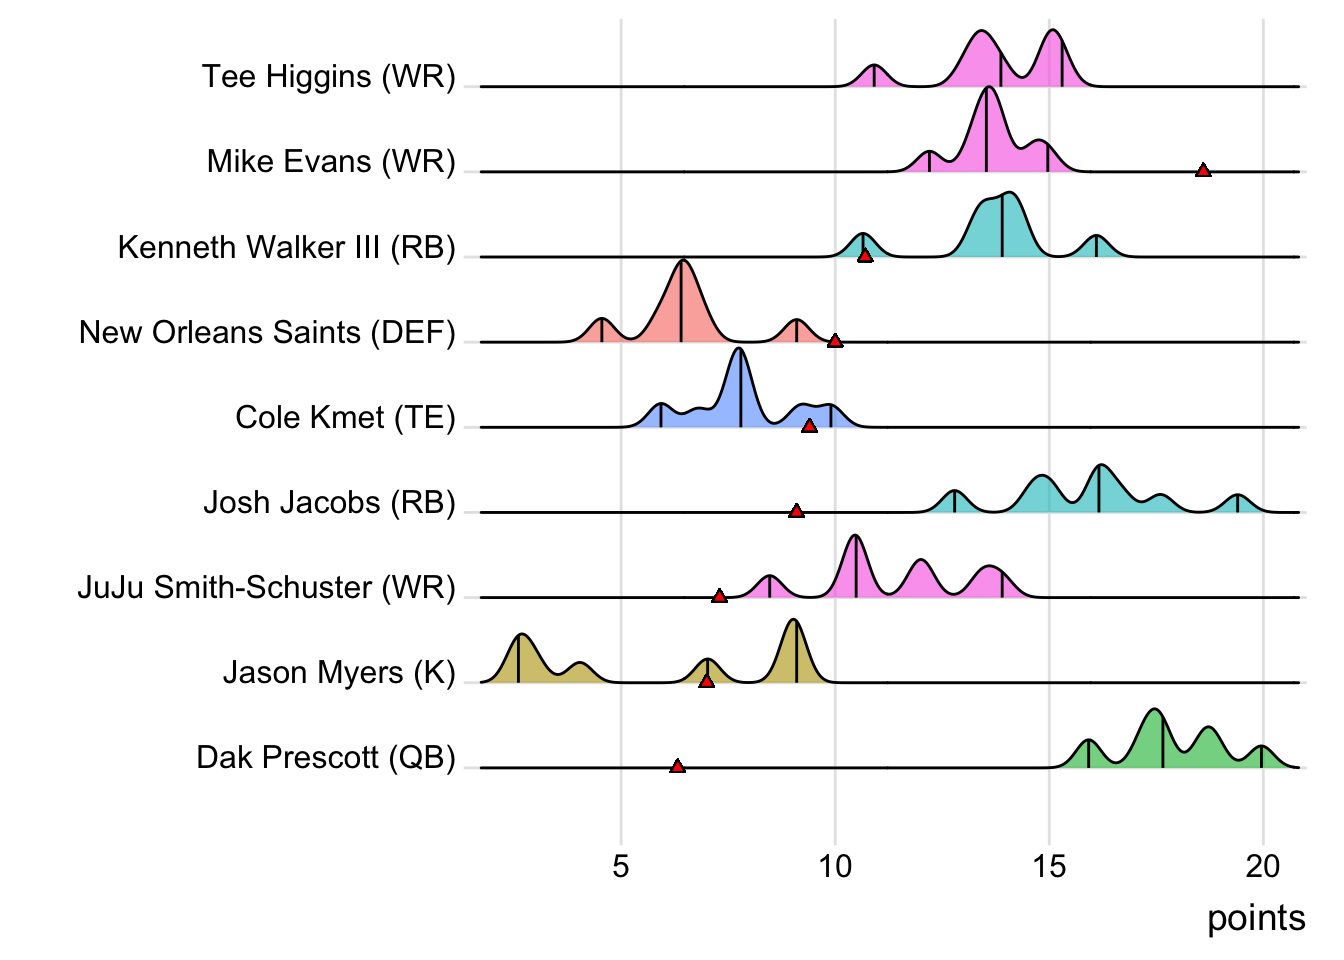 Tee Higgins (WR)
Mike Evans (WR)
Kenneth Walker III (RB)
New Orleans Saints (DEF)
Cole Kmet (TE)
Josh Jacobs (RB)
JuJu Smith-Schuster (WR)
Jason Myers (K)
Dak Prescott (QB)
5 10 15 20
points